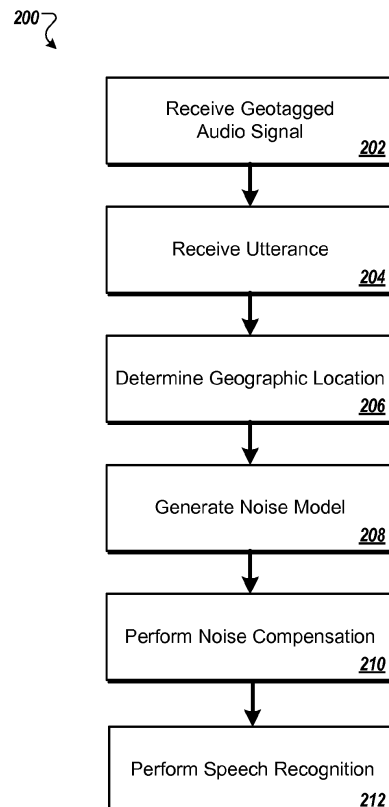 200
Receive Geotagged
Audio Signal
202
Receive Utterance
204
Determine Geographic Location
206
Generate Noise Model
208
Perform Noise Compensation
210
Perform Speech Recognition
212